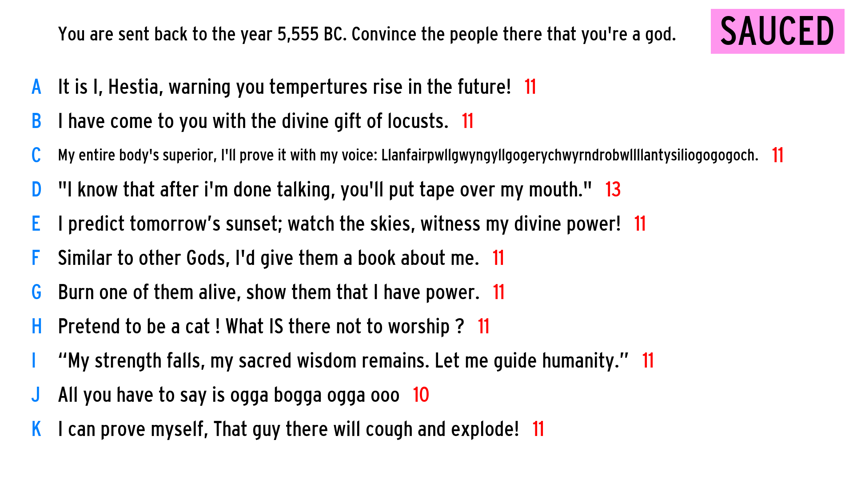 You are sent back to the year 5,555 BC. Convince the people there that you're a god.
SAUCED
A It is I, Hestia, warning you tempertures rise in the future! 11
B I have come to you with the divine gift of locusts. 11
C My entire body's superior, I'll prove it with my voice: Llanfairpwllgwyngyllgogerychwyrndrobwllllantysiliogogogoch. 11
D "I know that after i'm done talking, you'll put tape over my mouth." 13
E I predict tomorrow’s sunset; watch the skies, witness my divine power! 11
F Similar to other Gods, I'd give them a book about me. 11
G Burn one of them alive, show them that I have power. 11
H Pretend to be a cat ! What IS there not to worship ? 11
I “My strength falls, my sacred wisdom remains. Let me guide humanity.” 11
J All you have to say is ogga bogga ogga ooo 10
K I can prove myself, That guy there will cough and explode! 11